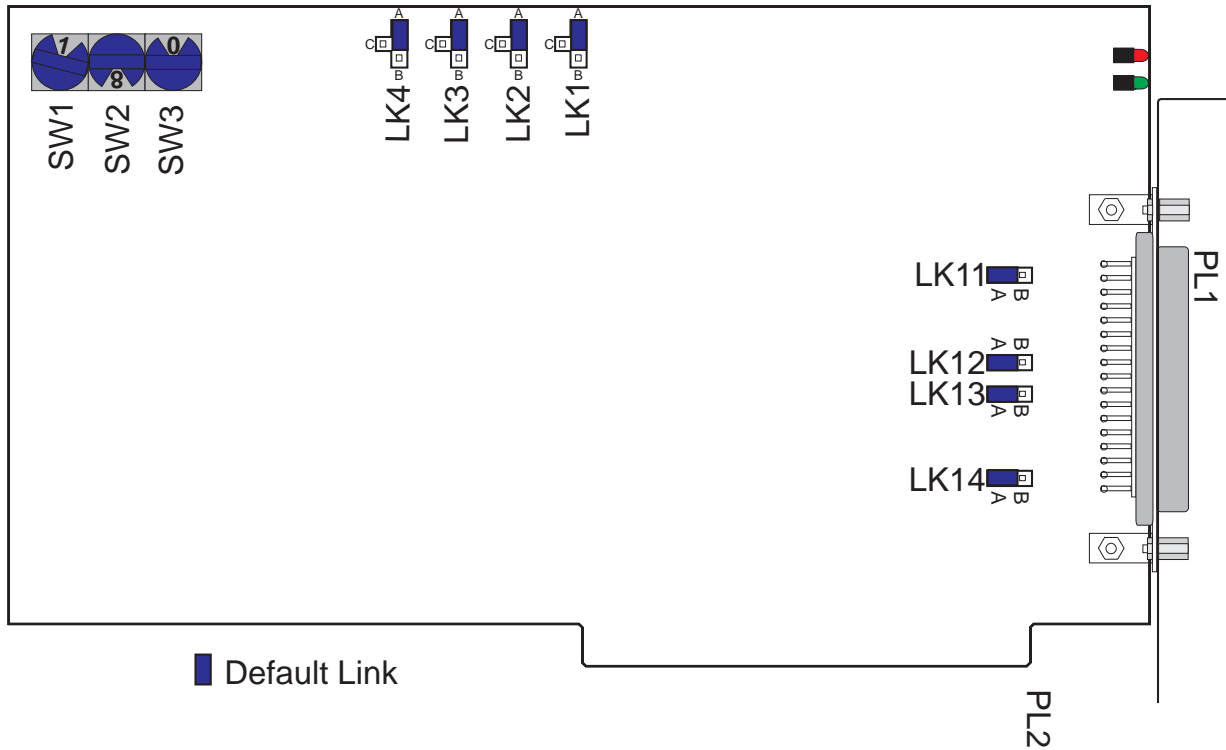 1
8
0
SW1
SW2
SW3
A
C
B
LK4
A
C
B
LK3
A
C
B
LK2
A
C
B
LK1
LK11
A B
A B
LK12
LK13
A B
LK14
A B
PL1
Default Link
PL2